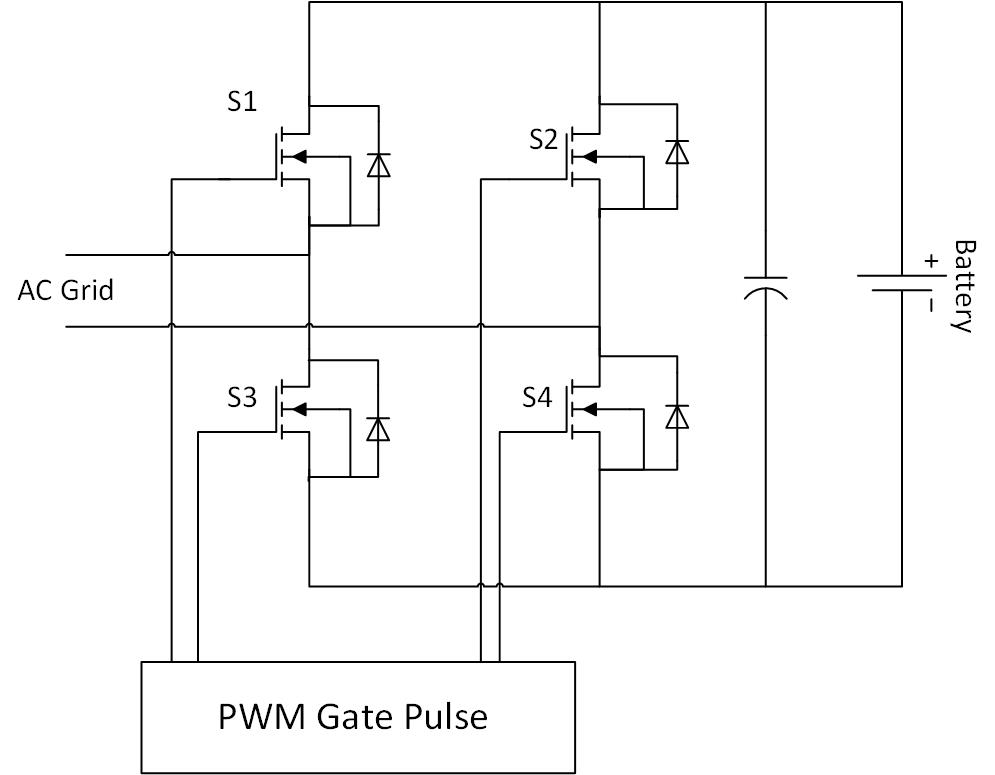 S1
S2
AC Grid
+
Battery
−
S3
S4
PWM Gate Pulse